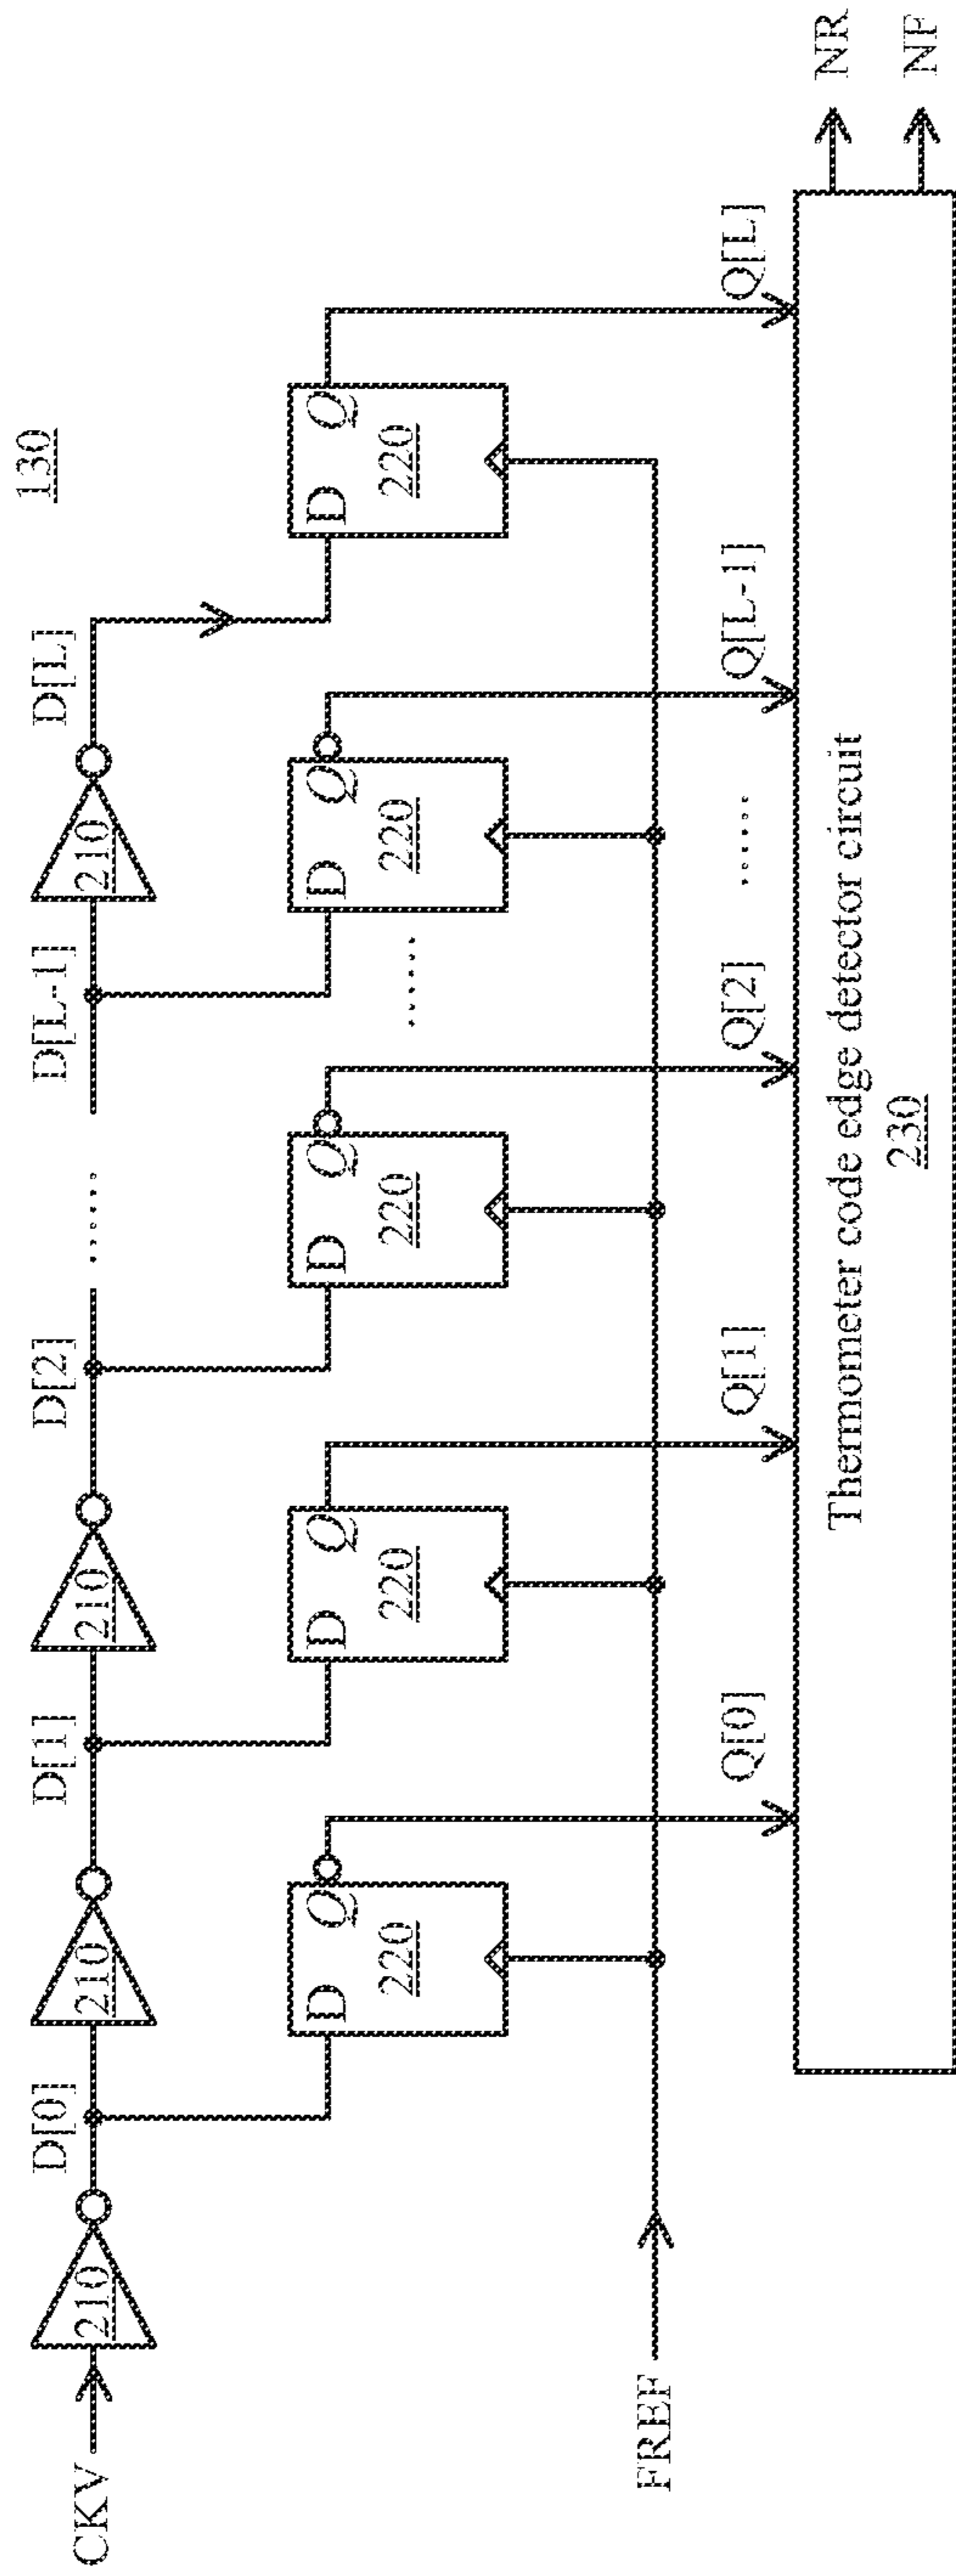 130
CKV
210
D[0]
210
D[1]
210
D[2]
......
D[L-1]
210
D[L]
D Q
220
D Q
220
D Q
220
......
D Q
220
D Q
220
FREF
Q[0]
Q[1]
Q[2]
......
Q[L-1]
Q[L]
Thermometer code edge detector circuit
230
NR
NF